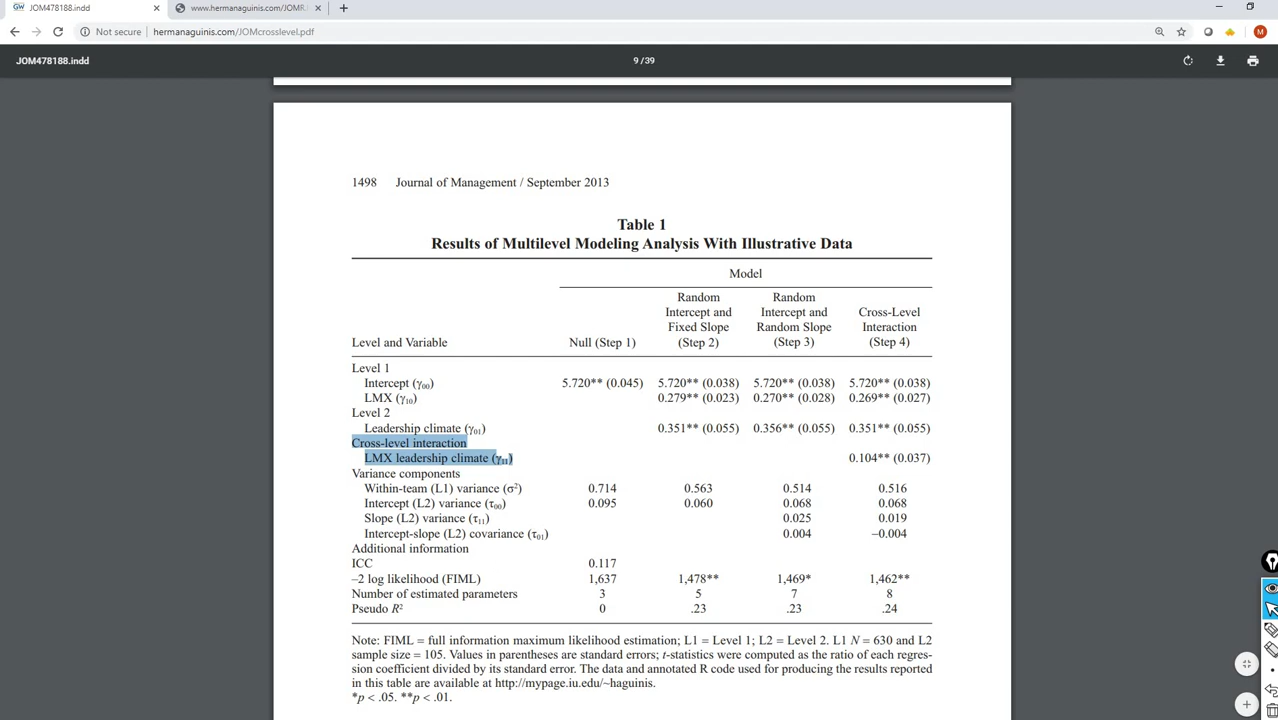 JOM478188.indd
www.hermanaguinis.com/JOMR
Not secure
hermanaguinis.com/JOMcrosslevel.pdf
M
JOM478188.indd
9 / 39
1498 Journal of Management / September 2013
Table 1
Results of Multilevel Modeling Analysis With Illustrative Data
Model
Level and Variable Null (Step 1) Random Intercept and Fixed Slope (Step 2) Random Intercept and Random Slope (Step 3) Cross-Level Interaction (Step 4)
Level 1
Intercept (γ00) 5.720** (0.045) 5.720** (0.038) 5.720** (0.038) 5.720** (0.038)
LMX (γ10) 0.279** (0.023) 0.270** (0.028) 0.269** (0.027)
Level 2
Leadership climate (γ01) 0.351** (0.055) 0.356** (0.055) 0.351** (0.055)
Cross-level interaction
LMX leadership climate (γ11) 0.104** (0.037)
Variance components
Within-team (L1) variance (σ²) 0.714 0.563 0.514 0.516
Intercept (L2) variance (τ00) 0.095 0.060 0.068 0.068
Slope (L2) variance (τ11) 0.025 0.019
Intercept-slope (L2) covariance (τ01) 0.004 –0.004
Additional information
ICC 0.117
–2 log likelihood (FIML) 1,637 1,478** 1,469* 1,462**
Number of estimated parameters 3 5 7 8
Pseudo R² 0 .23 .23 .24
Note: FIML = full information maximum likelihood estimation; L1 = Level 1; L2 = Level 2. L1 N = 630 and L2
sample size = 105. Values in parentheses are standard errors; t-statistics were computed as the ratio of each regres-
sion coefficient divided by its standard error. The data and annotated R code used for producing the results reported
in this table are available at http://mypage.iu.edu/~haguinis.
*p < .05. **p < .01.